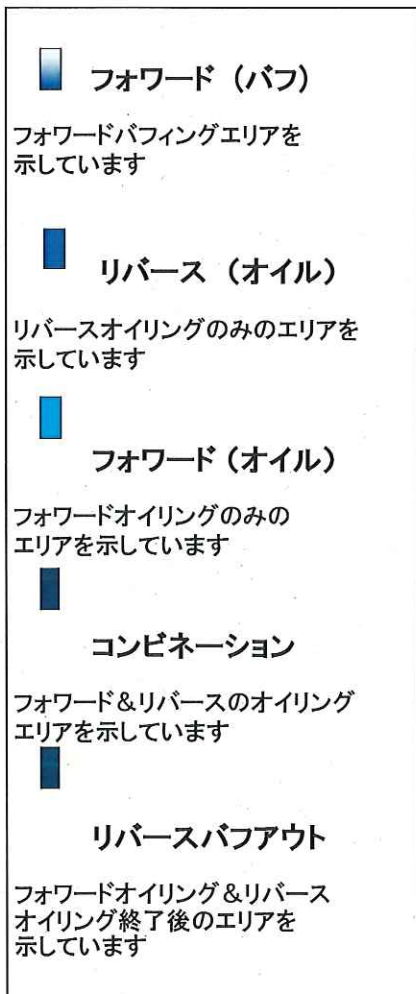 フォワード（バフ）
フォワードバフィングエリアを
示しています
リバース（オイル）
リバースオイリングのみのエリアを
示しています
フォワード（オイル）
フォワードオイリングのみの
エリアを示しています
コンビネーション
フォワード＆リバースのオイリング
エリアを示しています
リバースバフアウト
フォワードオイリング＆リバース
オイリング終了後のエリアを
示しています